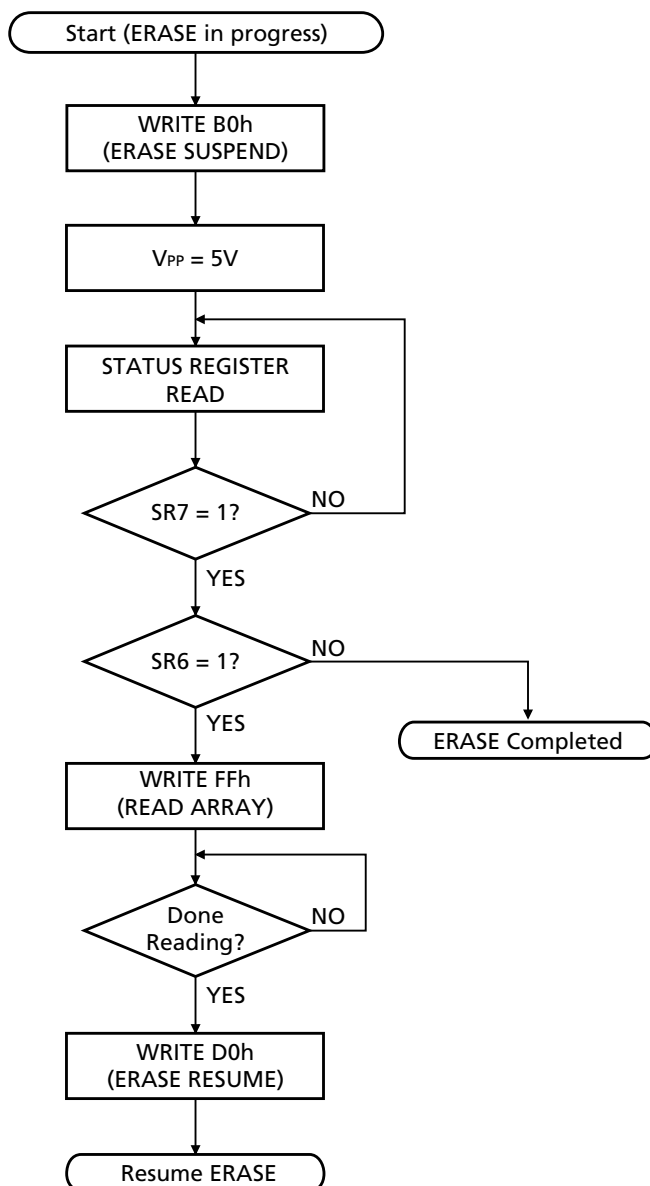 Start (ERASE in progress)
WRITE B0h
(ERASE SUSPEND)
VPP = 5V
STATUS REGISTER
READ
SR7 = 1?
NO
YES
SR6 = 1?
NO
YES
ERASE Completed
WRITE FFh
(READ ARRAY)
Done
Reading?
NO
YES
WRITE D0h
(ERASE RESUME)
Resume ERASE